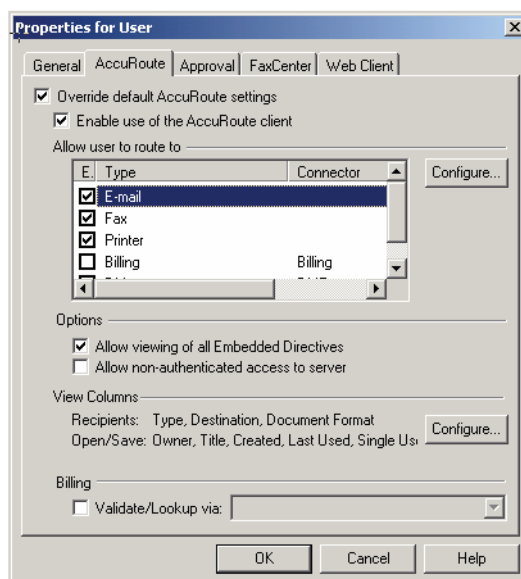 Properties for User
General AccuRoute Approval FaxCenter Web Client
Override default AccuRoute settings
Enable use of the AccuRoute client
Allow user to route to
E. Type Connector
Configure...
E-mail
Fax
Printer
Billing Billing
Options
Allow viewing of all Embedded Directives
Allow non-authenticated access to server
View Columns
Recipients: Type, Destination, Document Format
Open/Save: Owner, Title, Created, Last Used, Single
Configure...
Billing
Validate/Lookup via:
OK Cancel Help